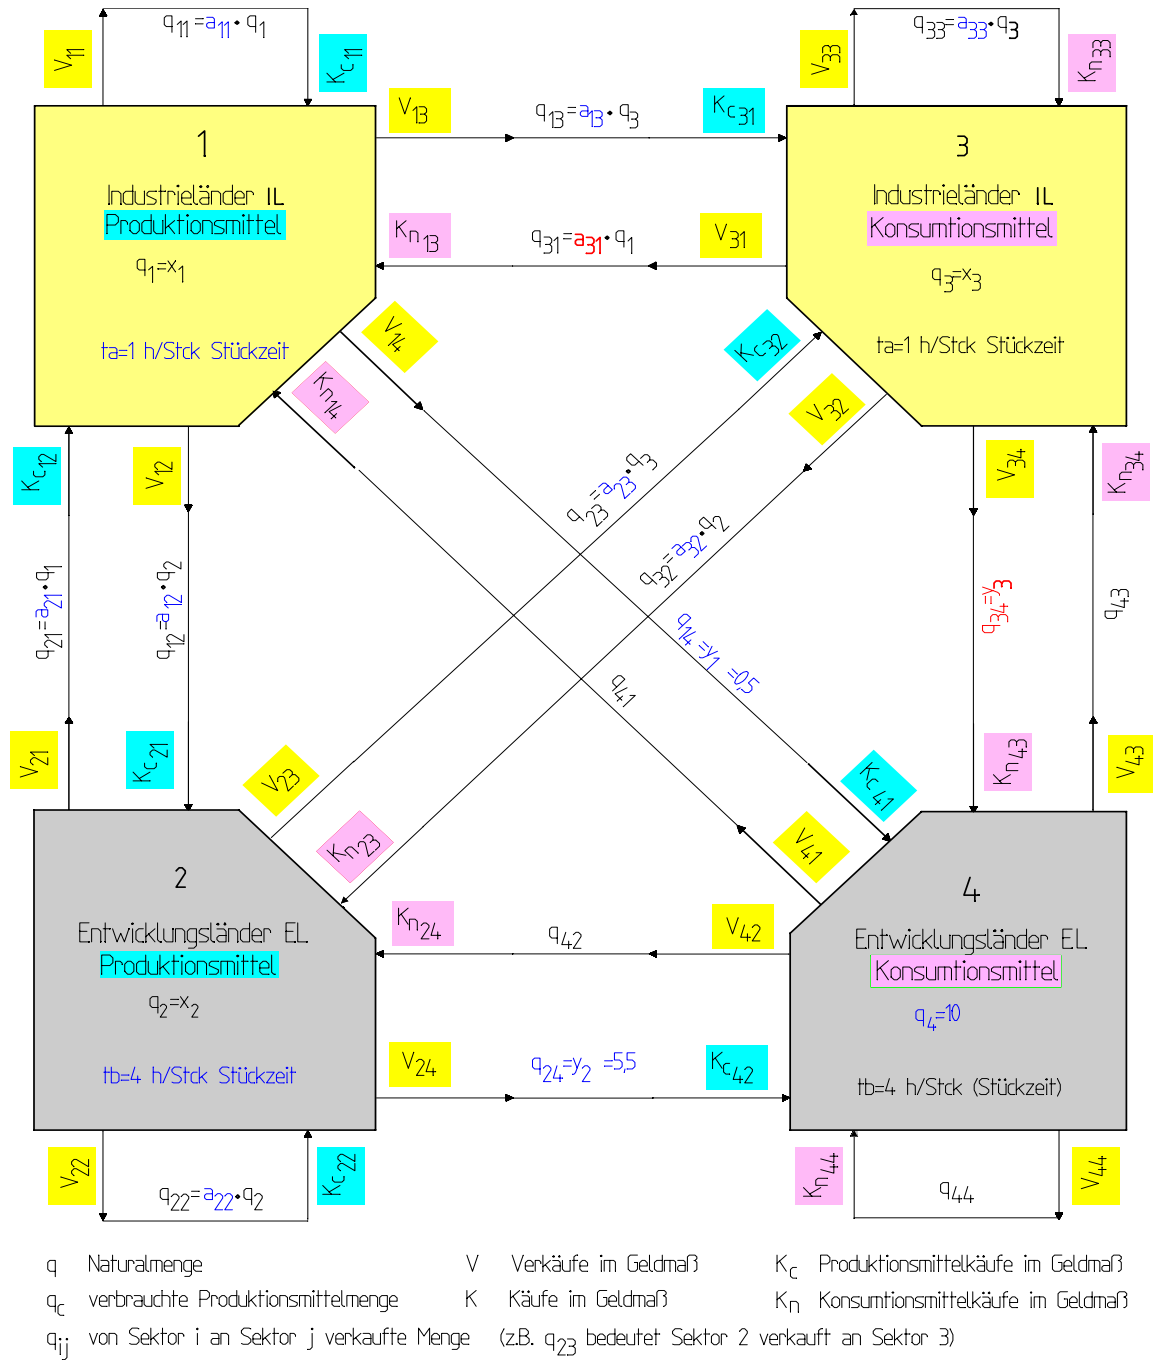 q11=a11·q1
q33=a33·q3
V11
Kc11
V33
Kn33
V13
q13=a13·q3
Kc31
1
Industrieländer IL
Produktionsmittel
q1=x1
ta=1 h/Stck Stückzeit
3
Industrieländer IL
Konsumtionsmittel
q3=x3
ta=1 h/Stck Stückzeit
Kn13
q31=a31·q1
V31
V14
Kn14
Kc32
V32
Kc12
V12
V34
Kn34
q23=a23·q3
q32=a32·q2
q21=a21·q1
q12=a12·q2
q14=y1 =0,5
q41
q34=y3
q43
V21
Kc21
V23
Kn23
Kc41
V41
Kn43
V43
2
Entwicklungsländer EL
Produktionsmittel
q2=x2
tb=4 h/Stck Stückzeit
4
Entwicklungsländer EL
Konsumtionsmittel
q4=10
tb=4 h/Stck (Stückzeit)
Kn24
q42
V42
V24
q24=y2 =5,5
Kc42
V22
q22=a22·q2
Kc22
Kn44
q44
V44
q Naturalmenge
V Verkäufe im Geldmaß
Kc Produktionsmittelkäufe im Geldmaß
qc verbrauchte Produktionsmittelmenge
K Käufe im Geldmaß
Kn Konsumtionsmittelkäufe im Geldmaß
qij von Sektor i an Sektor j verkaufte Menge (z.B. q23 bedeutet Sektor 2 verkauft an Sektor 3)